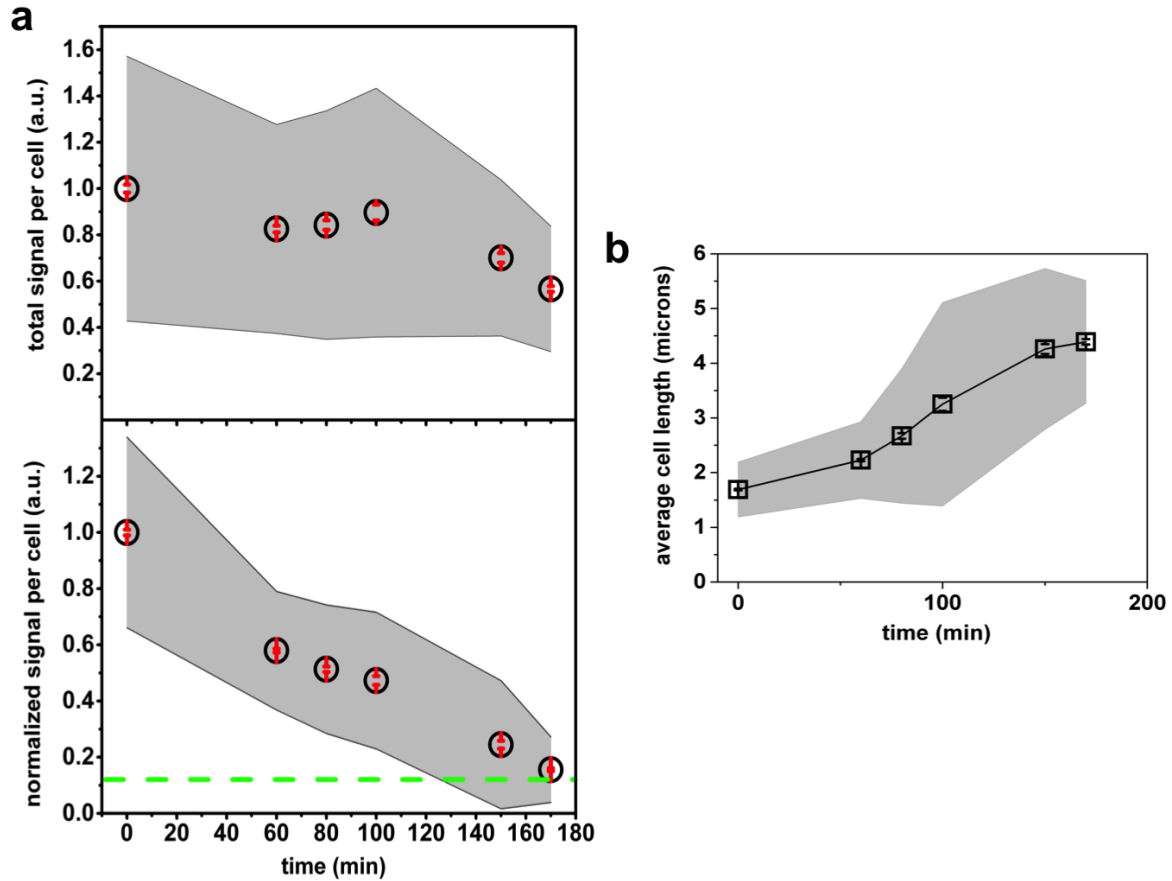 a
total signal per cell (a.u.)
1.6
1.4
1.2
1.0
0.8
0.6
0.4
0.2
normalized signal per cell (a.u.)
1.2
1.0
0.8
0.6
0.4
0.2
0.0
0 20 40 60 80 100 120 140 160 180
time (min)
b
average cell length (microns)
6
5
4
3
2
1
0
0 100 200
time (min)